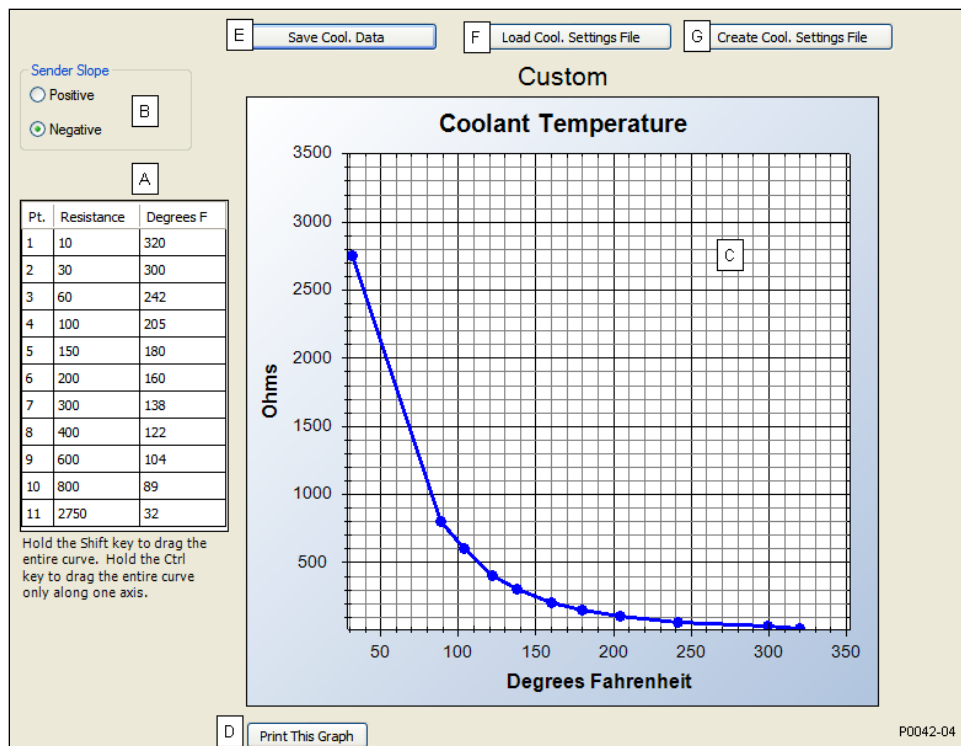 E Save Cool. Data F Load Cool. Settings File G Create Cool. Settings File
Sender Slope
Positive
Negative
B
A
Pt. Resistance Degrees F
1 10 320
2 30 300
3 60 242
4 100 205
5 150 180
6 200 160
7 300 138
8 400 122
9 600 104
10 800 89
11 2750 32
Hold the Shift key to drag the
entire curve. Hold the Ctrl
key to drag the entire curve
only along one axis.
Custom
Coolant Temperature
3500
3000
2500
2000
1500
1000
500
Ohms
C
50 100 150 200 250 300 350
Degrees Fahrenheit
D Print This Graph
P0042-04